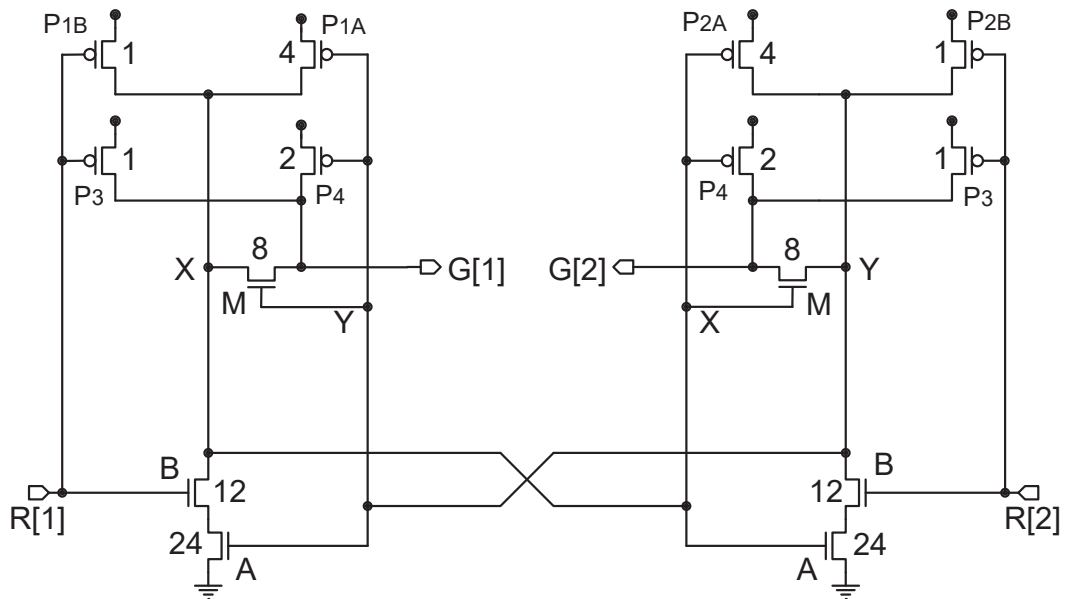 P1B P1A P2A P2B
1 4 4 1
1 2 2 1
P3 P4 P4 P3
8 8
X G[1] G[2] Y
M Y X M
B B
12 12
R[1] R[2]
24 24
A A